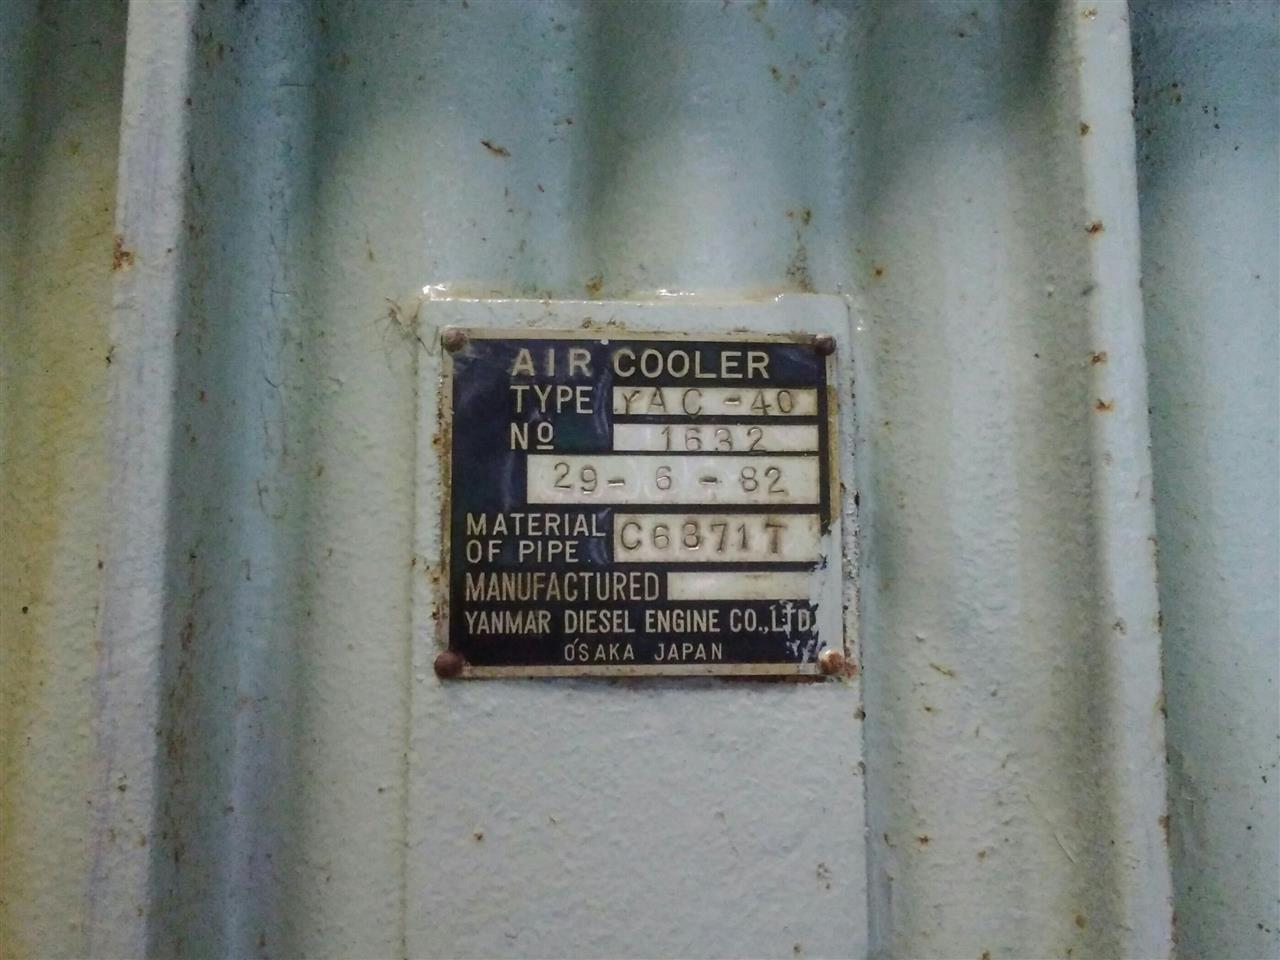 AIR COOLER
TYPE YAC-40
Nº 1632
29-6-82
MATERIAL OF PIPE C6871T
MANUFACTURED
YANMAR DIESEL ENGINE CO.,LTD.
OSAKA JAPAN